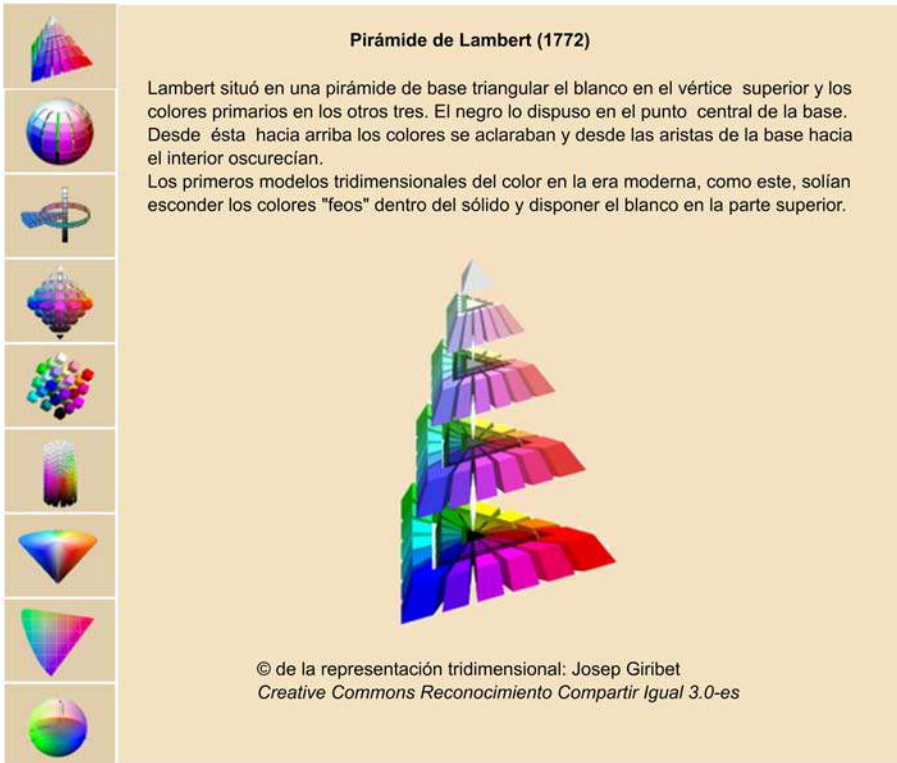 Pirámide de Lambert (1772)
Lambert situó en una pirámide de base triangular el blanco en el vértice superior y los
colores primarios en los otros tres. El negro lo dispuso en el punto central de la base.
Desde ésta hacia arriba los colores se aclaraban y desde las aristas de la base hacia
el interior oscurecían.
Los primeros modelos tridimensionales del color en la era moderna, como este, solían
esconder los colores "feos" dentro del sólido y disponer el blanco en la parte superior.
© de la representación tridimensional: Josep Giribet
Creative Commons Reconocimiento Compartir Igual 3.0-es